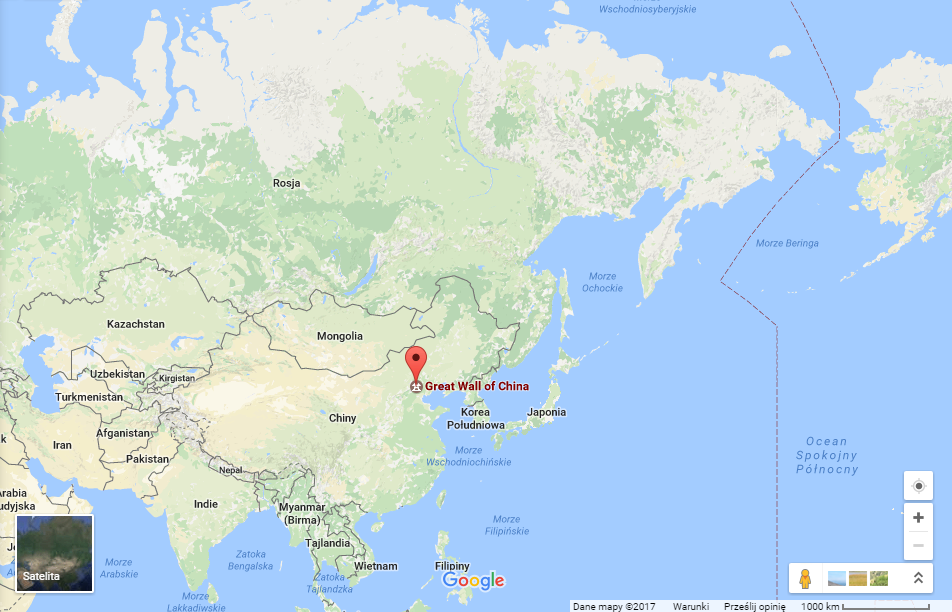 Morze
Wschodniosyberyjskie
Rosja
Morze Beringa
Morze
Ochockie
Kazachstan
Mongolia
Uzbekistan
Kirgistan
Great Wall of China
Turkmenistan
Chiny
Korea
Południowa
Japonia
Afganistan
k
Iran
Pakistan
Ocean
Spokojny
Północny
Morze
Wschodniochińskie
Nepal
Arabia
udyjska
Indie
Myanmar
(Birma)
Morze
Filipińskie
Tajlandia
Je
Zatoka
Bengalska
Morze
Arabskie
Wietnam
Filipiny
Satelita
Zatoka
Tajlandzka
Google
Morze
Lakkadiwskie
Dane mapy ©2017 Warunki Prześlij opinię 1000 km